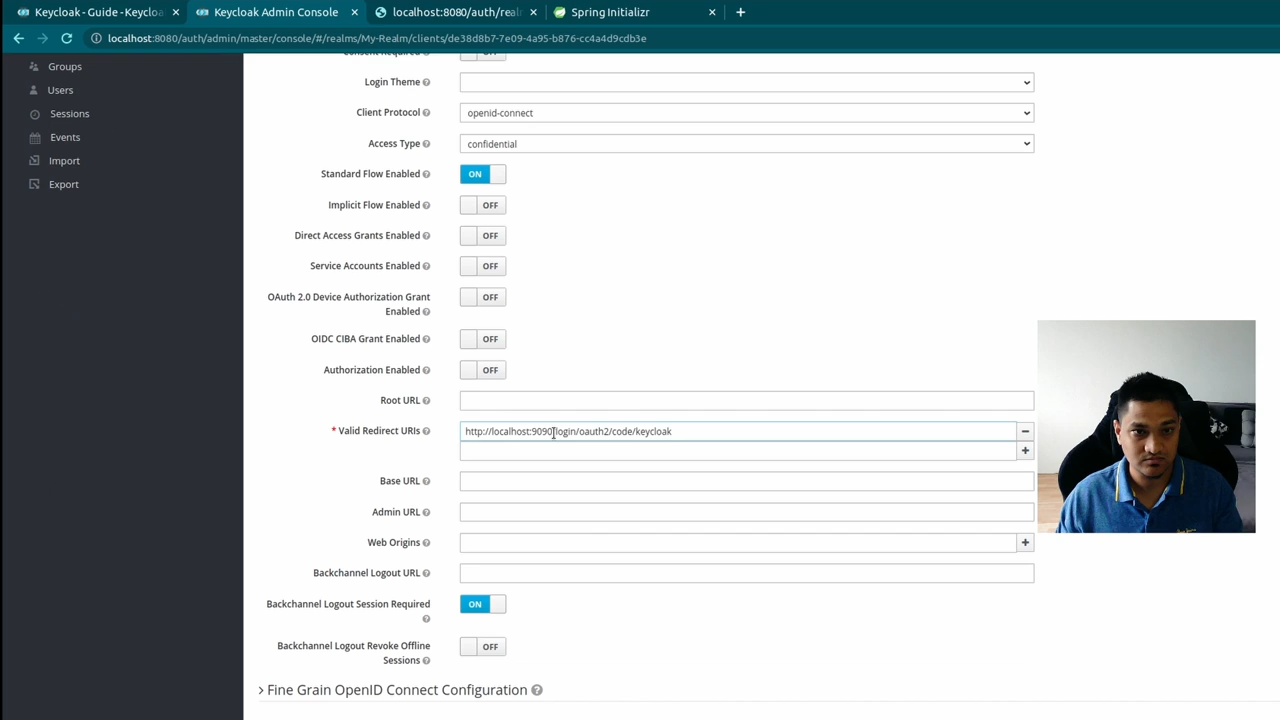 Keycloak - Guide - Keycloa
Keycloak Admin Console
localhost:8080/auth/real
Spring Initializr
localhost:8080/auth/admin/master/console/#/realms/My-Realm/clients/de38d8b7-7e09-4a95-b876-cc4a4d9cdb3e
Groups
Users
Sessions
Events
Import
Export
Consent Required OFF
Login Theme
Client Protocol openid-connect
Access Type confidential
Standard Flow Enabled ON
Implicit Flow Enabled OFF
Direct Access Grants Enabled OFF
Service Accounts Enabled OFF
OAuth 2.0 Device Authorization Grant
Enabled OFF
OIDC CIBA Grant Enabled OFF
Authorization Enabled OFF
Root URL
* Valid Redirect URIs http://localhost:9090/login/oauth2/code/keycloak
Base URL
Admin URL
Web Origins
Backchannel Logout URL
Backchannel Logout Session Required ON
Backchannel Logout Revoke Offline
Sessions OFF
Fine Grain OpenID Connect Configuration